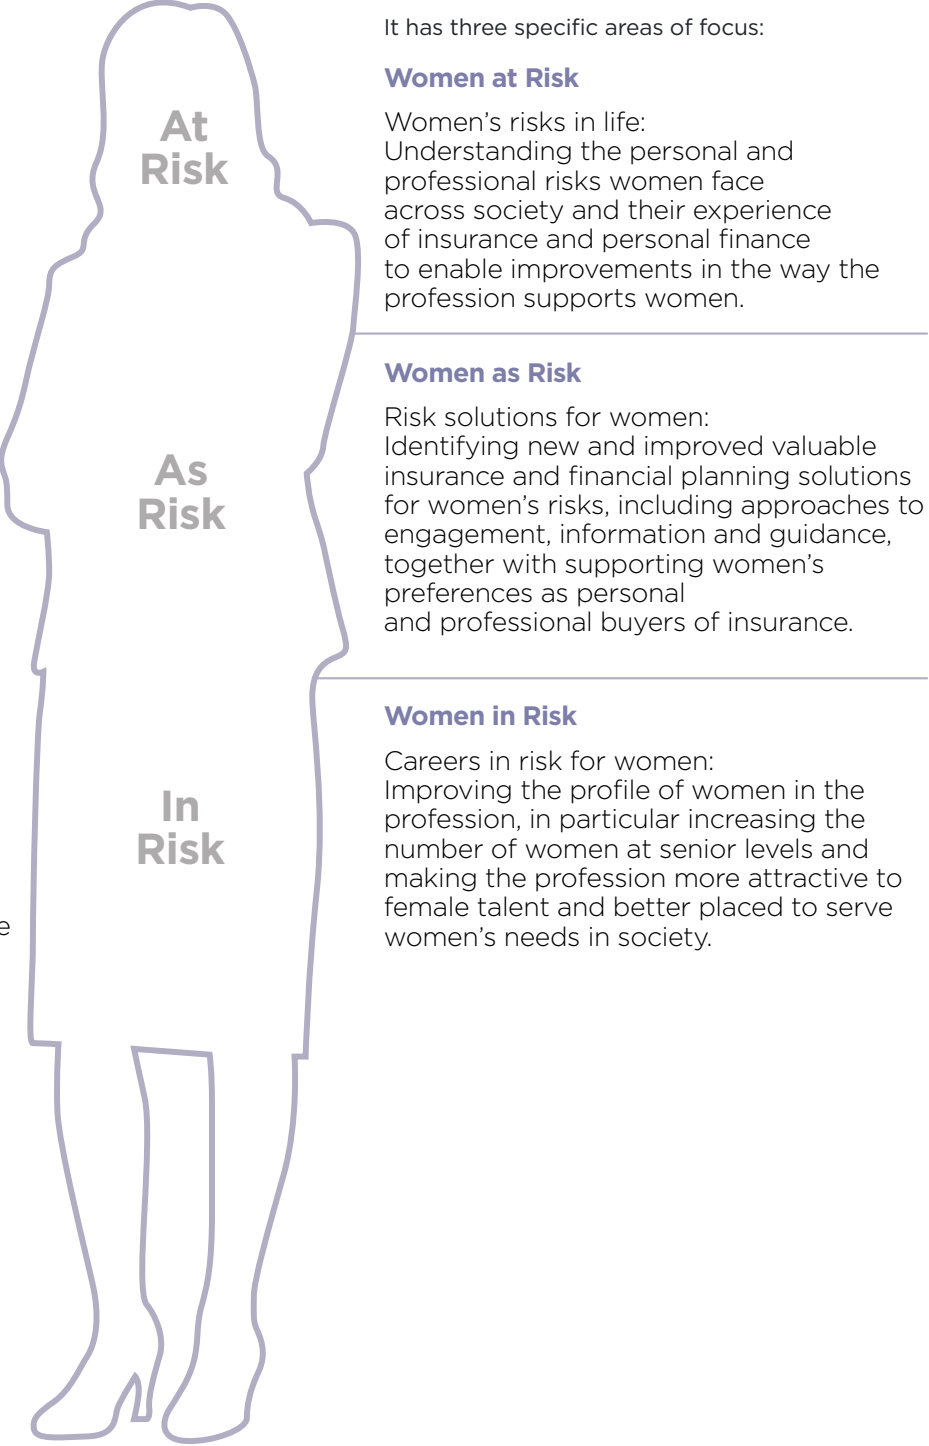 It has three specific areas of focus:
Women at Risk
Women's risks in life:
Understanding the personal and
professional risks women face
across society and their experience
of insurance and personal finance
to enable improvements in the way the
profession supports women.
Women as Risk
Risk solutions for women:
Identifying new and improved valuable
insurance and financial planning solutions
for women's risks, including approaches to
engagement, information and guidance,
together with supporting women's
preferences as personal
and professional buyers of insurance.
Women in Risk
Careers in risk for women:
Improving the profile of women in the
profession, in particular increasing the
number of women at senior levels and
making the profession more attractive to
female talent and better placed to serve
women's needs in society.
At
Risk
As
Risk
In
Risk